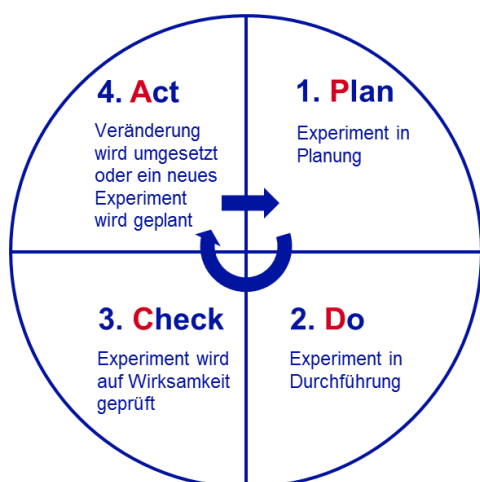 1. Plan
Experiment in
Planung
2. Do
Experiment in
Durchführung
3. Check
Experiment wird
auf Wirksamkeit
geprüft
4. Act
Veränderung
wird umgesetzt
oder ein neues
Experiment
wird geplant